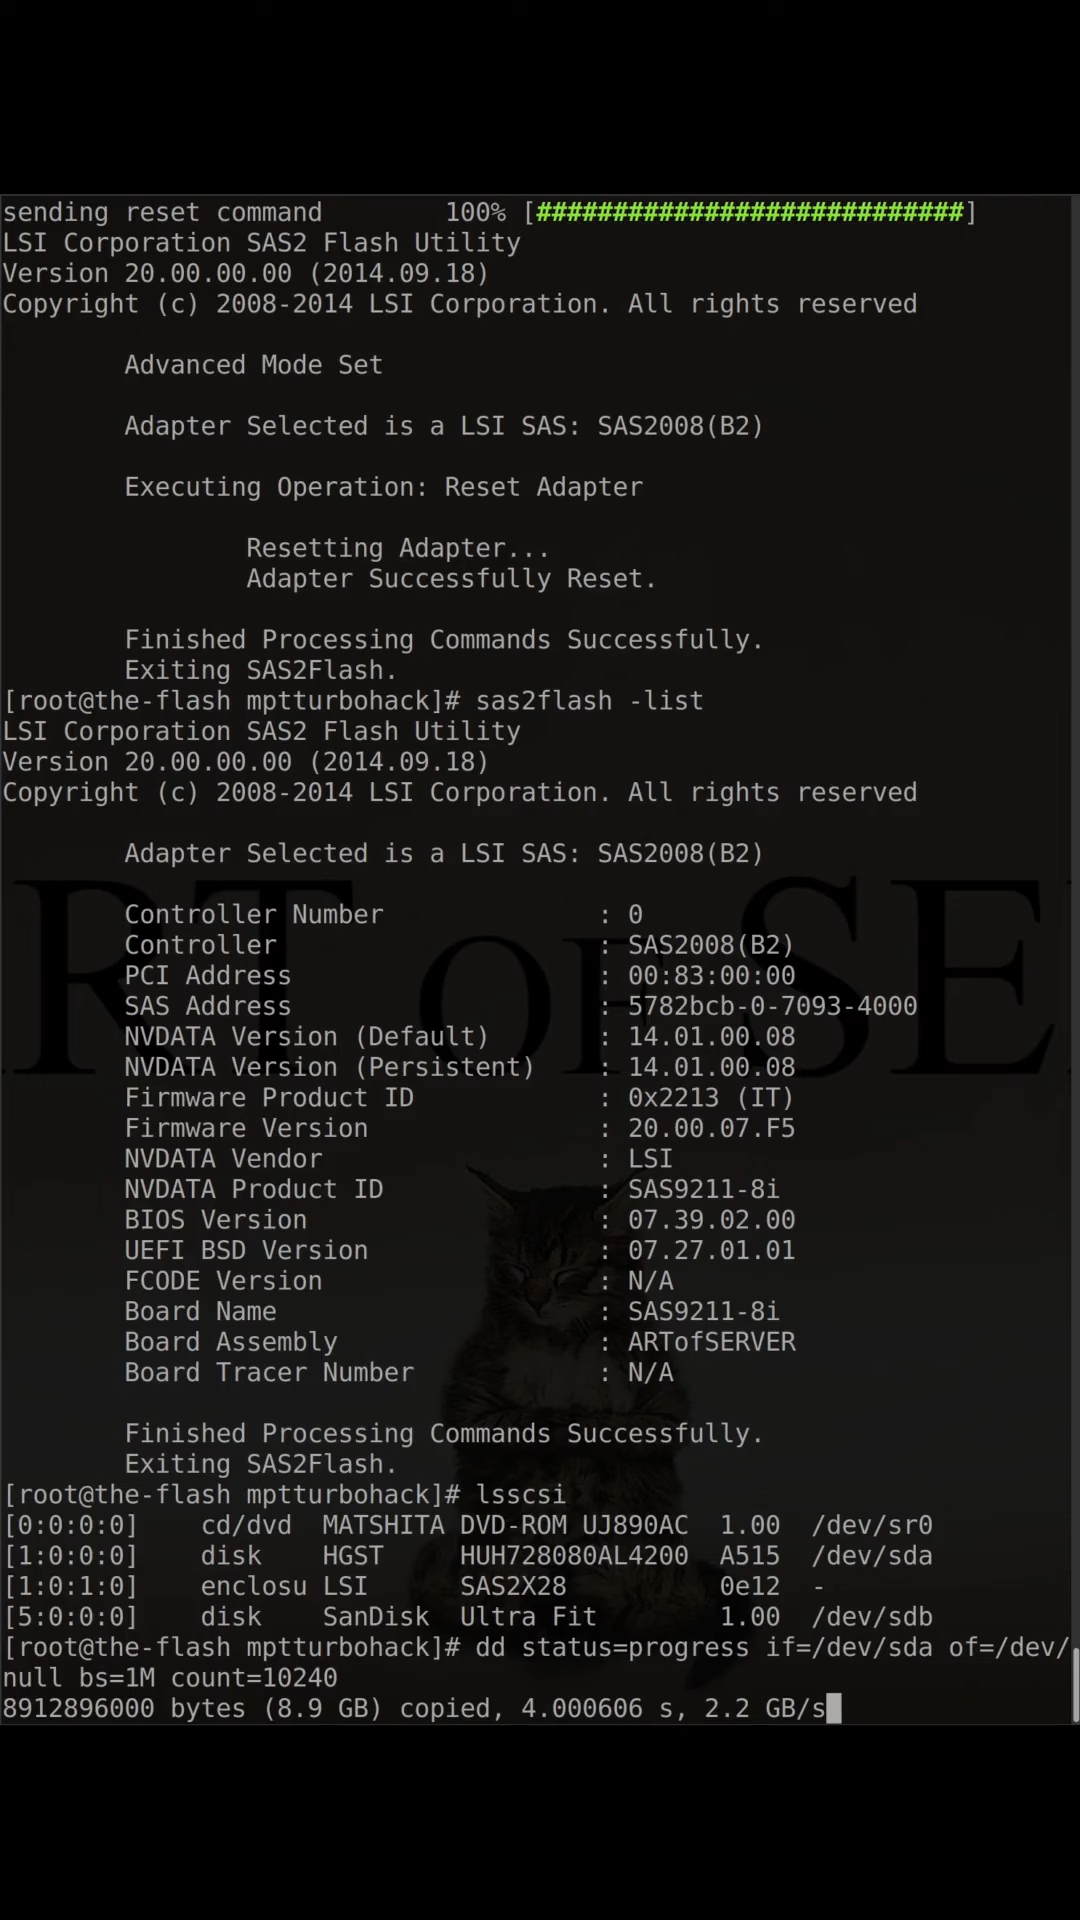 sending reset command        100% [############################]
LSI Corporation SAS2 Flash Utility
Version 20.00.00.00 (2014.09.18)
Copyright (c) 2008-2014 LSI Corporation. All rights reserved
        Advanced Mode Set
        Adapter Selected is a LSI SAS: SAS2008(B2)
        Executing Operation: Reset Adapter
                Resetting Adapter...
                Adapter Successfully Reset.
        Finished Processing Commands Successfully.
        Exiting SAS2Flash.
[root@the-flash mptturbohack]# sas2flash -list
LSI Corporation SAS2 Flash Utility
Version 20.00.00.00 (2014.09.18)
Copyright (c) 2008-2014 LSI Corporation. All rights reserved
        Adapter Selected is a LSI SAS: SAS2008(B2)
        Controller Number              : 0
        Controller                     : SAS2008(B2)
        PCI Address                    : 00:83:00:00
        SAS Address                    : 5782bcb-0-7093-4000
        NVDATA Version (Default)       : 14.01.00.08
        NVDATA Version (Persistent)    : 14.01.00.08
        Firmware Product ID            : 0x2213 (IT)
        Firmware Version               : 20.00.07.F5
        NVDATA Vendor                  : LSI
        NVDATA Product ID              : SAS9211-8i
        BIOS Version                   : 07.39.02.00
        UEFI BSD Version               : 07.27.01.01
        FCODE Version                  : N/A
        Board Name                     : SAS9211-8i
        Board Assembly                 : ARTofSERVER
        Board Tracer Number            : N/A
        Finished Processing Commands Successfully.
        Exiting SAS2Flash.
[root@the-flash mptturbohack]# lsscsi
[0:0:0:0]    cd/dvd  MATSHITA DVD-ROM UJ890AC  1.00  /dev/sr0
[1:0:0:0]    disk    HGST     HUH728080AL4200  A515  /dev/sda
[1:0:1:0]    enclosu LSI      SAS2X28          0e12  -
[5:0:0:0]    disk    SanDisk  Ultra Fit        1.00  /dev/sdb
[root@the-flash mptturbohack]# dd status=progress if=/dev/sda of=/dev/
null bs=1M count=10240
8912896000 bytes (8.9 GB) copied, 4.000606 s, 2.2 GB/s
RT OF SE